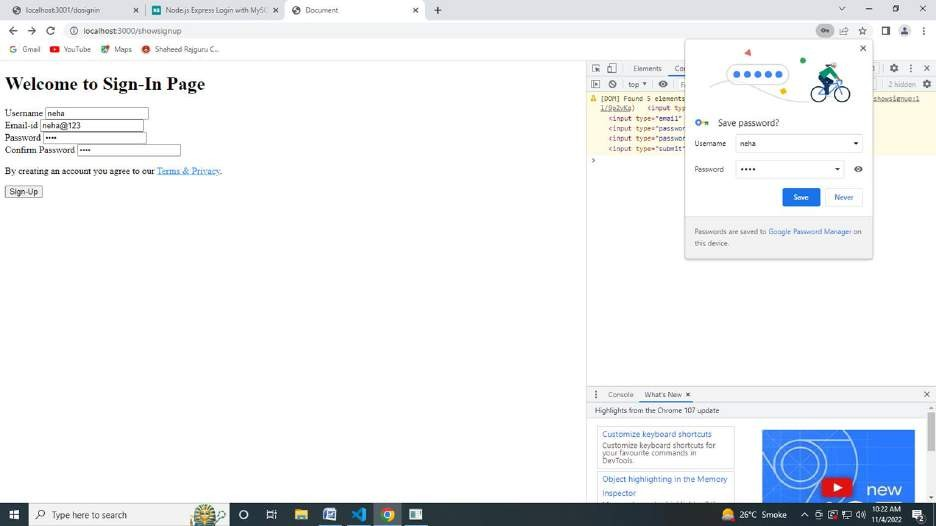 localhost:3001/dosignin
Node.js Express Login with MyS
Document
localhost:3000/showsignup
Gmail
YouTube
Maps
Shaheed Rajguru C...
Welcome to Sign-In Page
Username neha
Email-id neha@123
Password ••••
Confirm Password ••••
By creating an account you agree to our Terms & Privacy.
Sign-Up
Elements
top
2 hidden
[DOM] Found 5 elements
showsignup:1
<input type="email"
<input type="passwor
<input type="passwor
<input type="submit"
Save password?
Username neha
Password ••••
Save
Never
Passwords are saved to Google Password Manager on
this device.
Console
What's New
Highlights from the Chrome 107 update
Customize keyboard shortcuts
Customize keyboard shortcuts for
your favourite commands in
DevTools.
Object highlighting in the Memory
Inspector
new
Type here to search
26°C Smoke
10:22 AM
11/4/2022
2